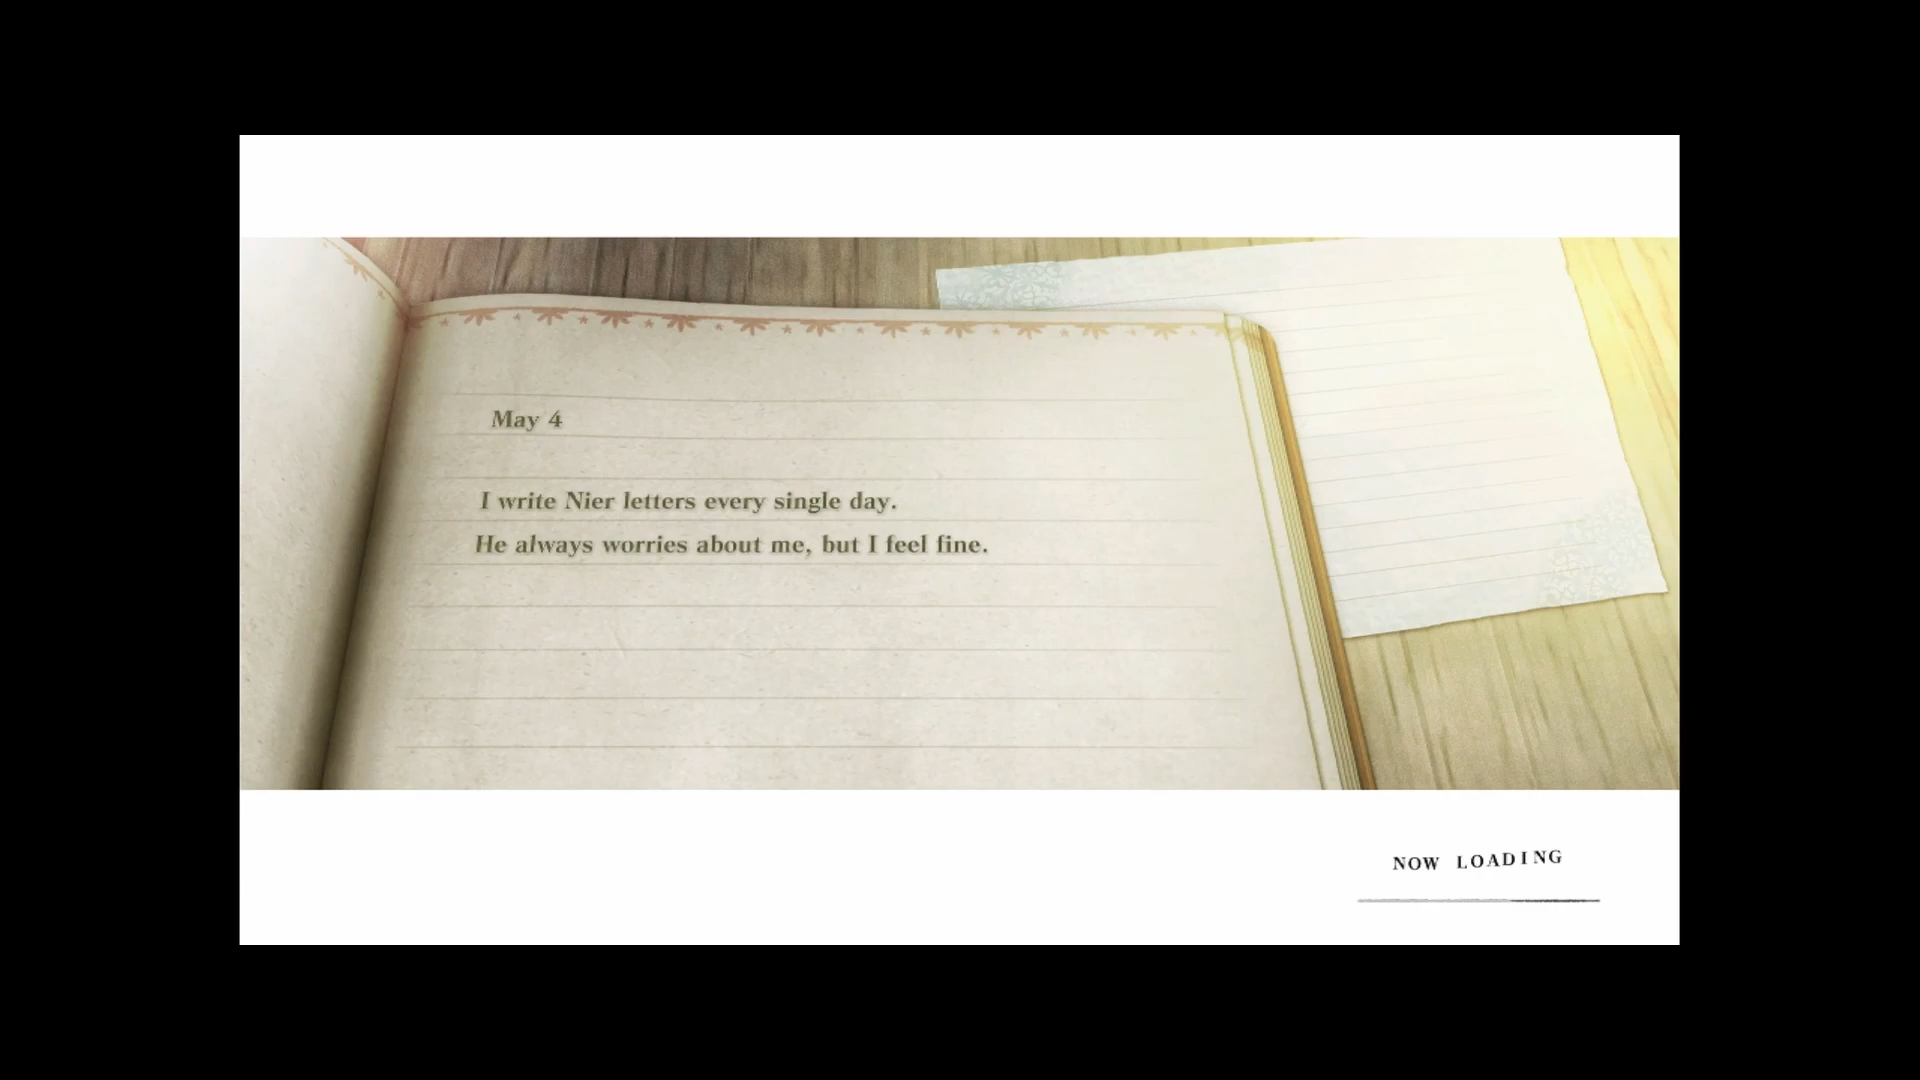 May 4
I write Nier letters every single day.
He always worries about me, but I feel fine.
NOW LOADING